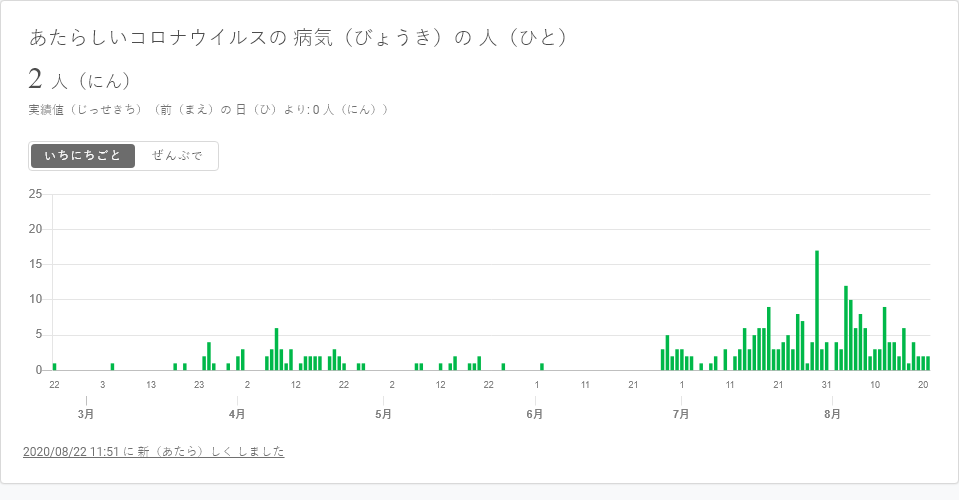 あたらしいコロナウイルスの 病気（びょうき）の 人（ひと）
2 人（にん）
実績値（じっせきち）（前（まえ）の 日（ひ）より: 0 人（にん））
いちにちごと ぜんぶで
25
20
15
10
5
0
22 3 13 23 2 12 22 2 12 22 1 11 21 1 11 21 31 10 20
3月 4月 5月 6月 7月 8月
2020/08/22 11:51 に 新（あたら）しく しました